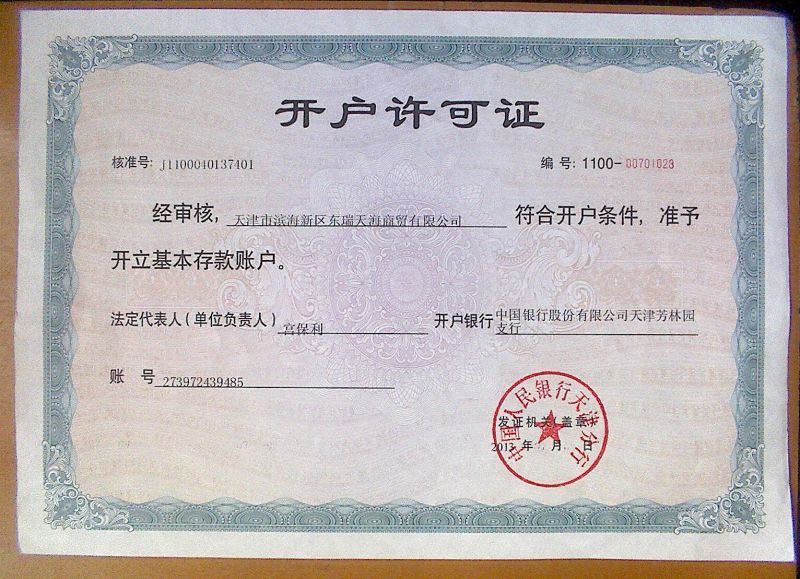 开户许可证
核准号: J1100040137401 编号: 1100-00701023
经审核, 天津市滨海新区东瑞天海商贸有限公司 符合开户条件, 准予
开立基本存款账户。
法定代表人(单位负责人) 宫保利 开户银行 中国银行股份有限公司天津芳林园
支行
账 号 273972439485
中国人民银行天津分行
发证机关(盖章)
2013 年 月 日